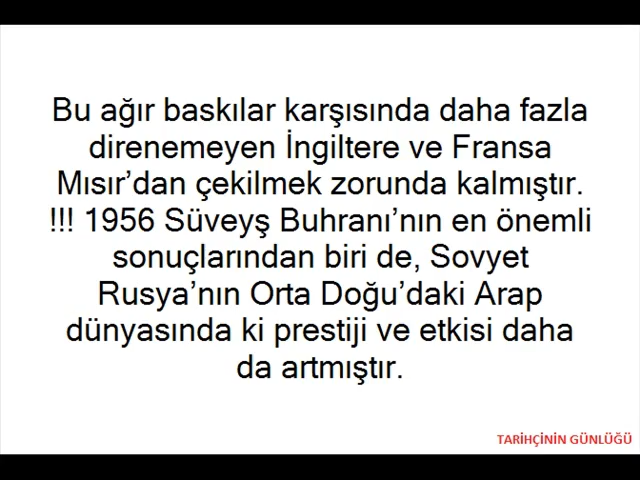 Bu ağır baskılar karşısında daha fazla
direnemeyen İngiltere ve Fransa
Mısır’dan çekilmek zorunda kalmıştır.
!!! 1956 Süveyş Buhranı’nın en önemli
sonuçlarından biri de, Sovyet
Rusya’nın Orta Doğu’daki Arap
dünyasında ki prestiji ve etkisi daha
da artmıştır.
TARİHÇİNİN GÜNLÜĞÜ